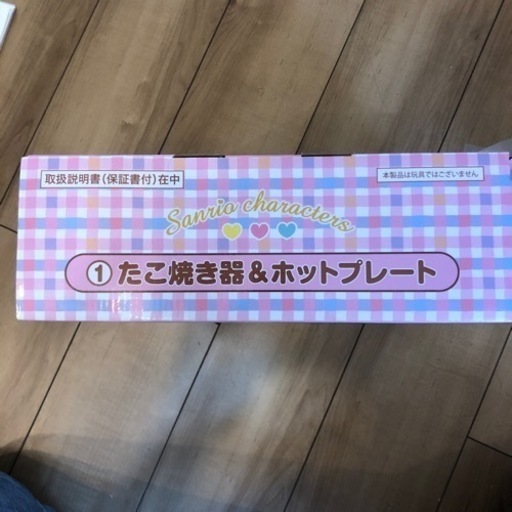 取扱説明書(保証書付)在中
本製品は玩具ではございません
Sanrio characters
①たこ焼き器&ホットプレート